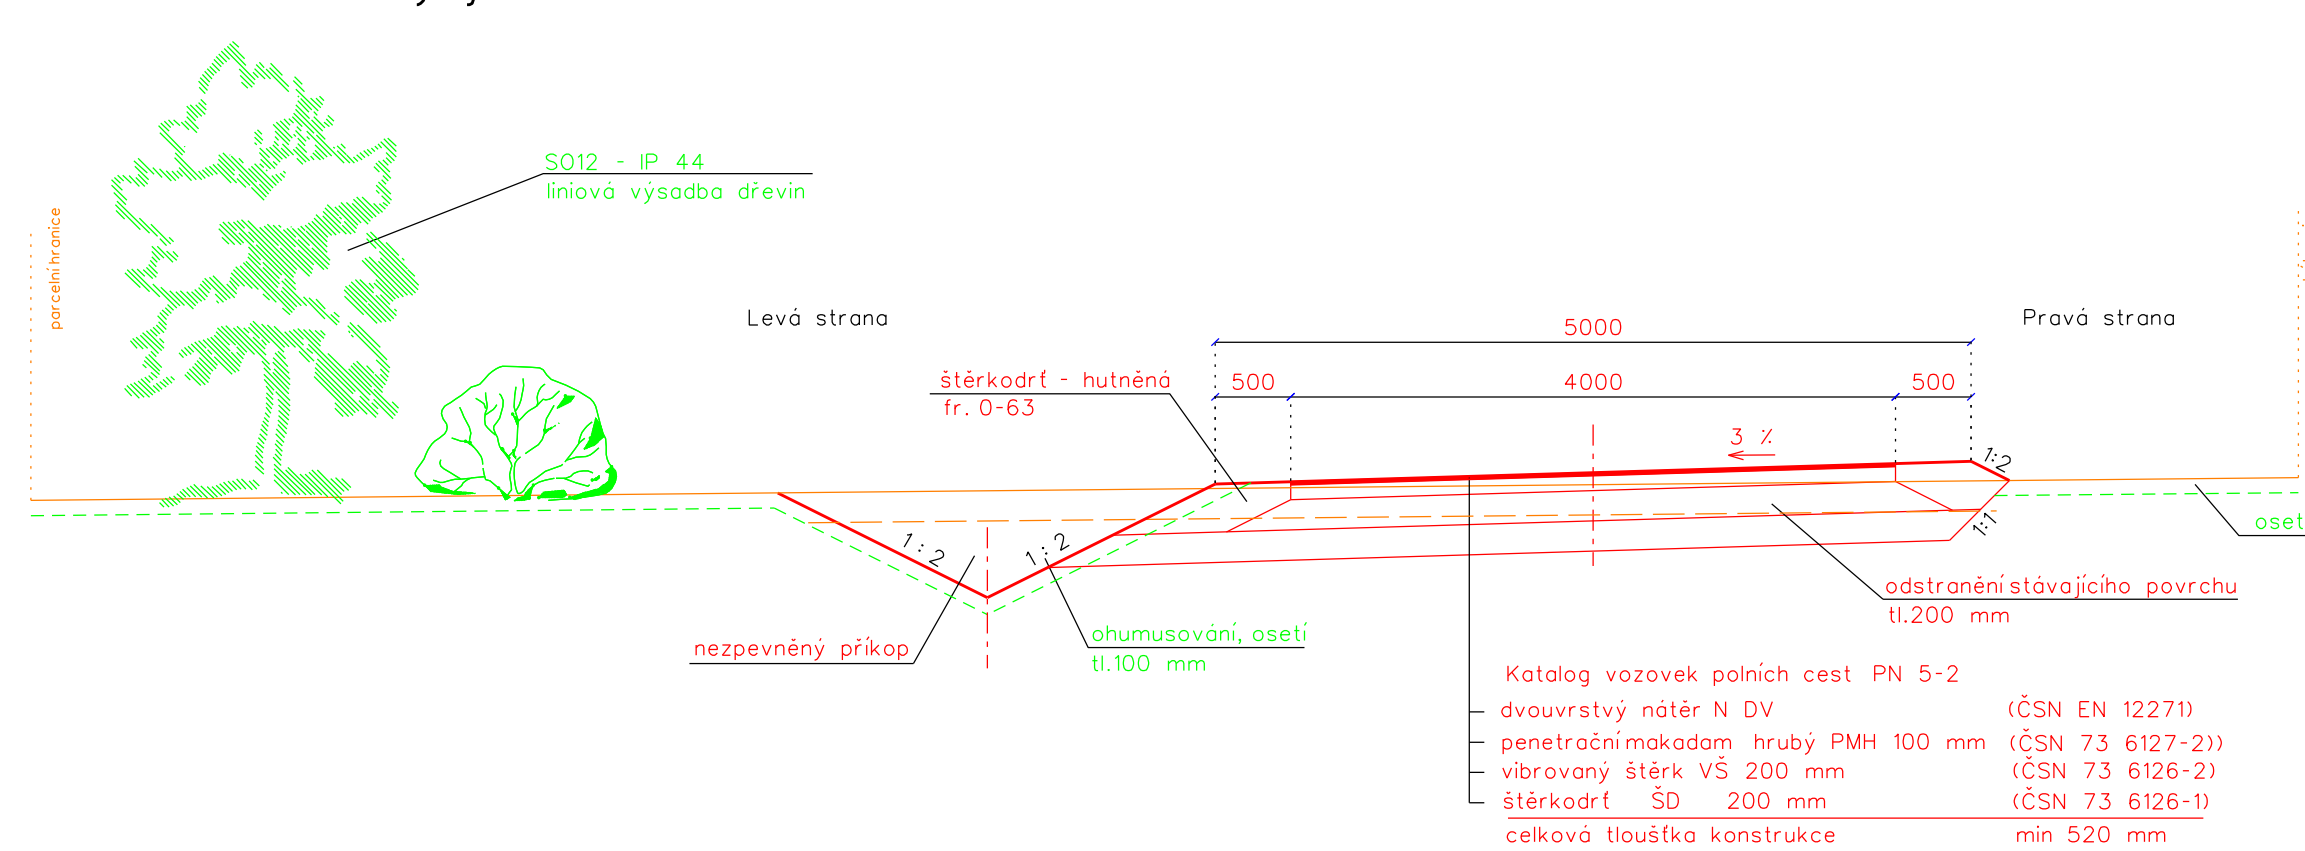 SO12 - IP 44
liniová výsadba dřevin
parcelní hranice
Levá strana
Pravá strana
5000
500
4000
500
štěrkodrť - hutněná
fr. 0-63
3 %
1:2
1:2
1:2
1:1
oset
odstranění stávajícího povrchu
tl.200 mm
ohumusování, osetí
tl.100 mm
nezpevněný příkop
Katalog vozovek polních cest PN 5-2
dvouvrstvý nátěr N DV (ČSN EN 12271)
penetrační makadam hrubý PMH 100 mm (ČSN 73 6127-2))
vibrovaný štěrk VŠ 200 mm (ČSN 73 6126-2)
štěrkodrť ŠD 200 mm (ČSN 73 6126-1)
celková tloušťka konstrukce min 520 mm